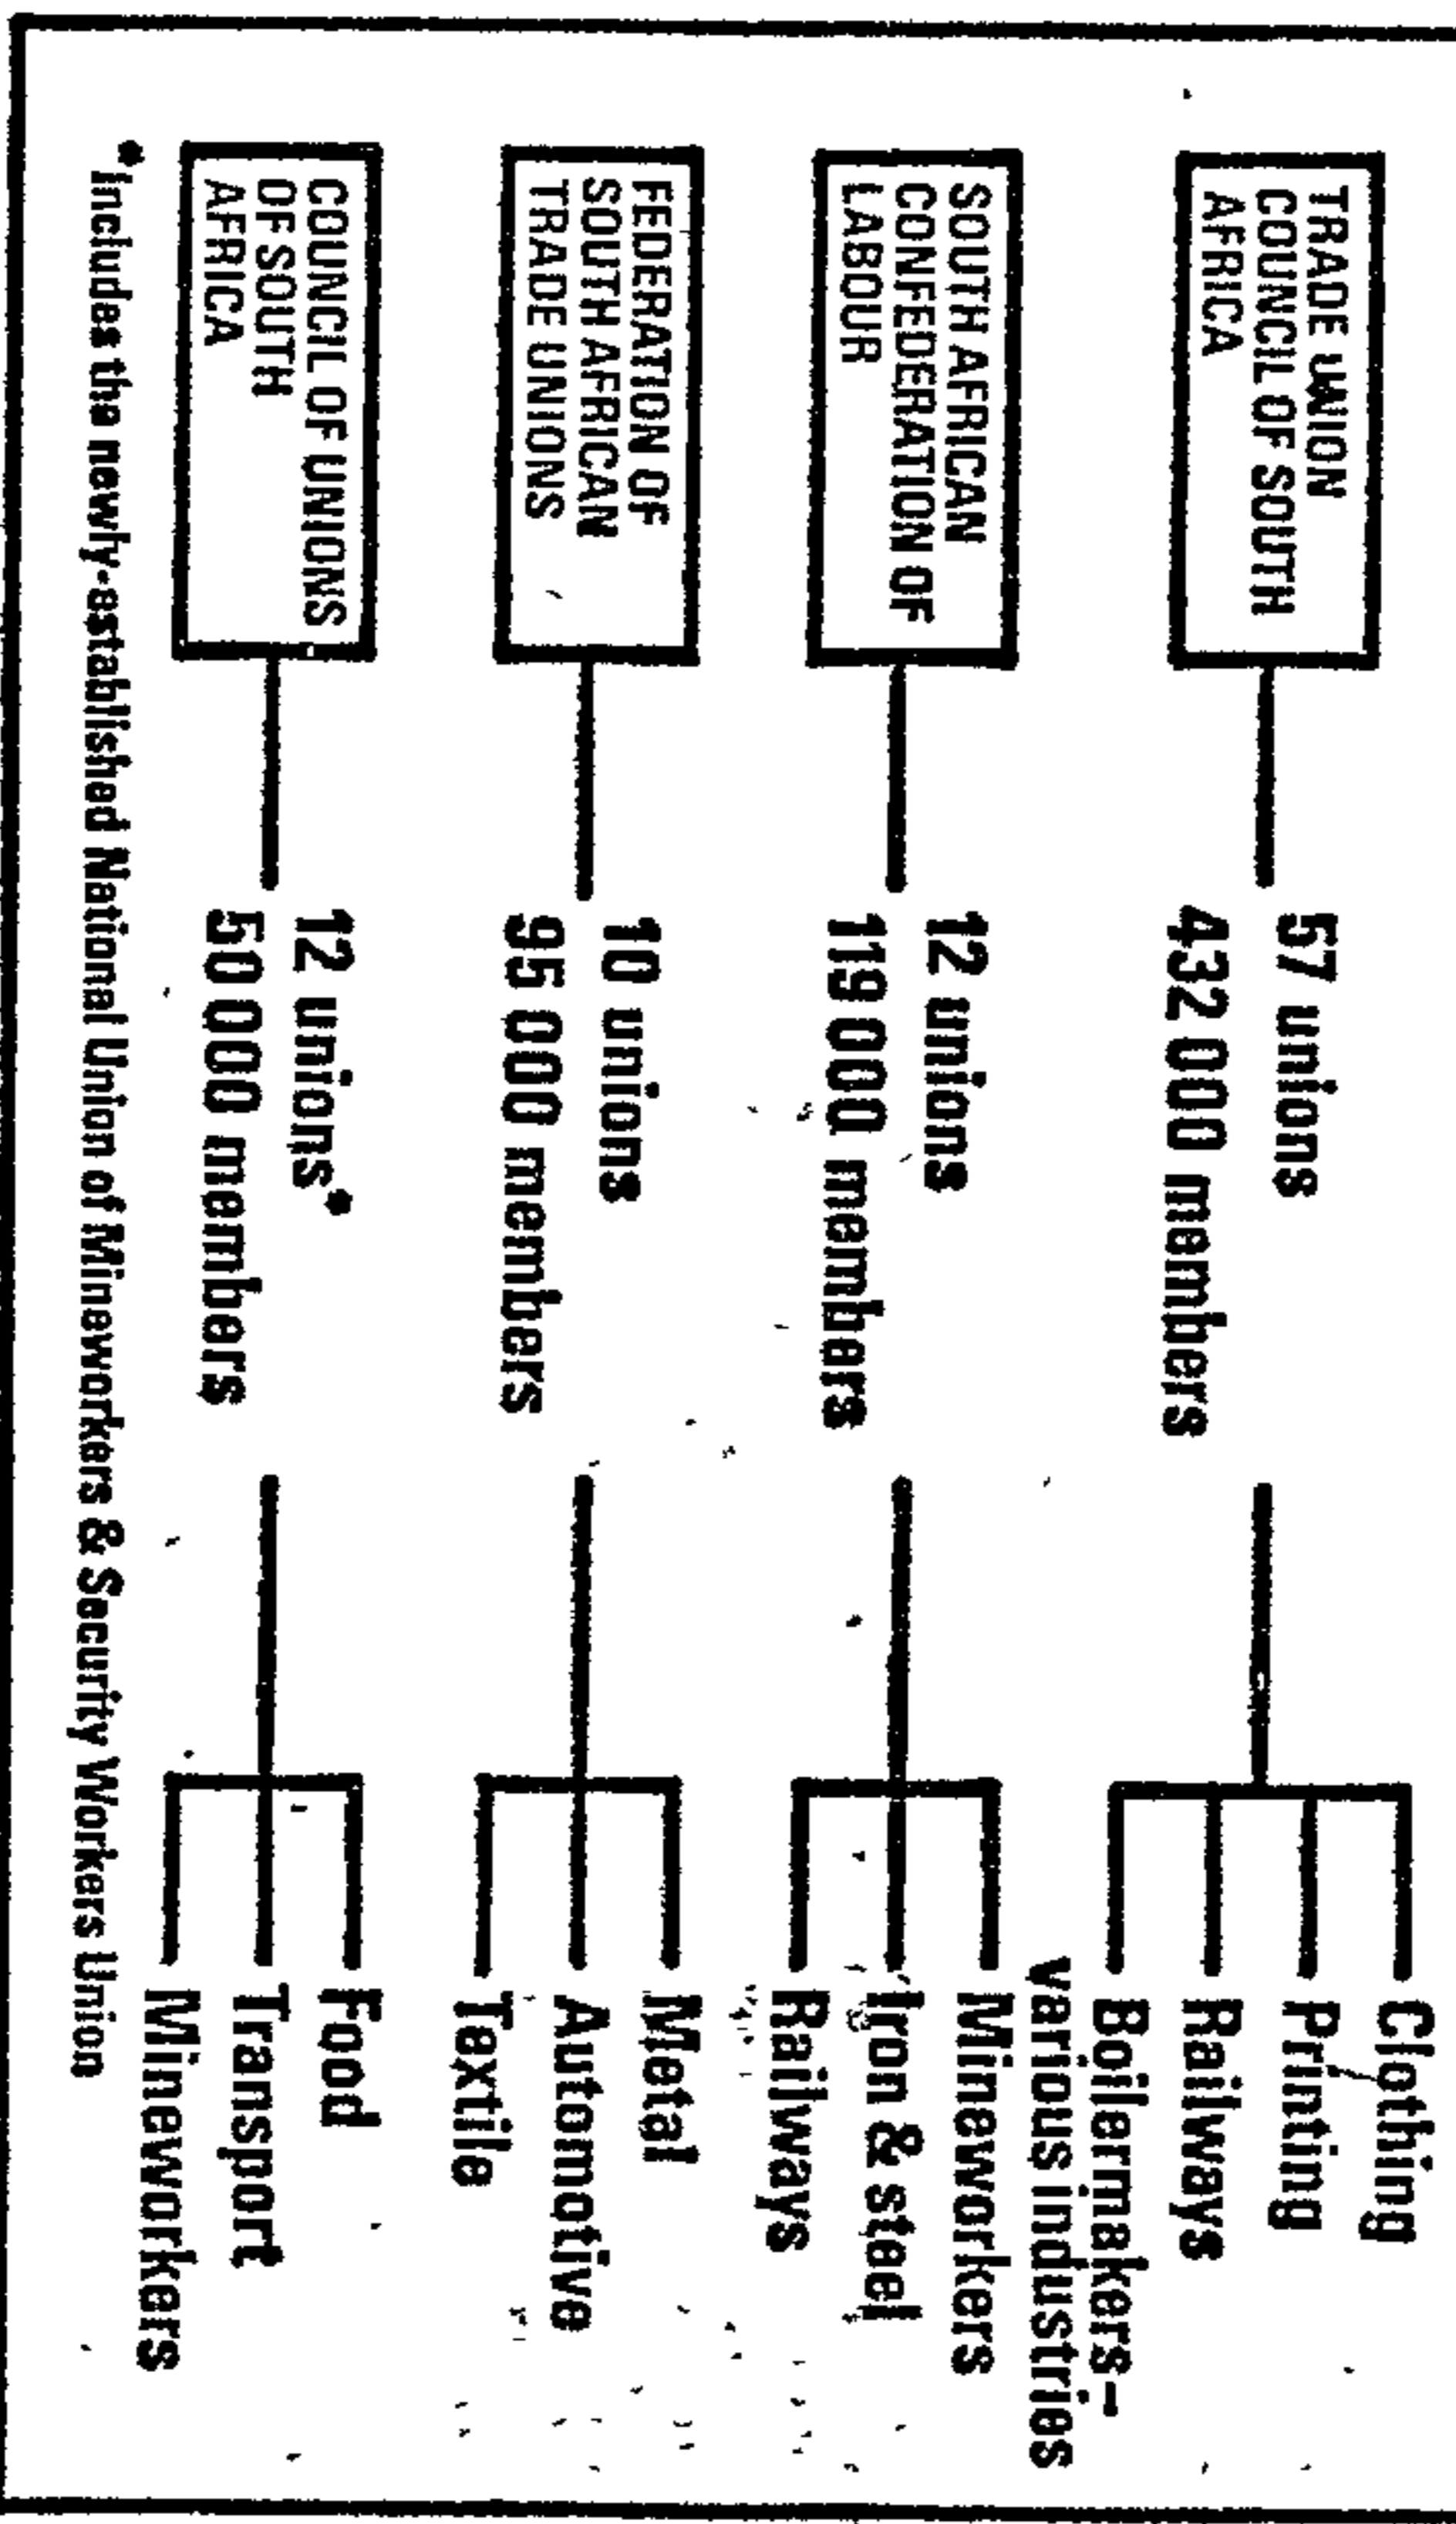 TRADE UNION
COUNCIL OF SOUTH
AFRICA
57 unions
432 000 members
Clothing
Printing
Railways
Boilermakers–
various industries
SOUTH AFRICAN
CONFEDERATION OF
LABOUR
12 unions
119 000 members
Mineworkers
Iron & steel
Railways
FEDERATION OF
SOUTH AFRICAN
TRADE UNIONS
10 unions
95 000 members
Metal
Automotive
Textile
COUNCIL OF UNIONS
OF SOUTH
AFRICA
12 unions*
50 000 members
Food
Transport
Mineworkers
*Includes the newly-established National Union of Mineworkers & Security Workers Union